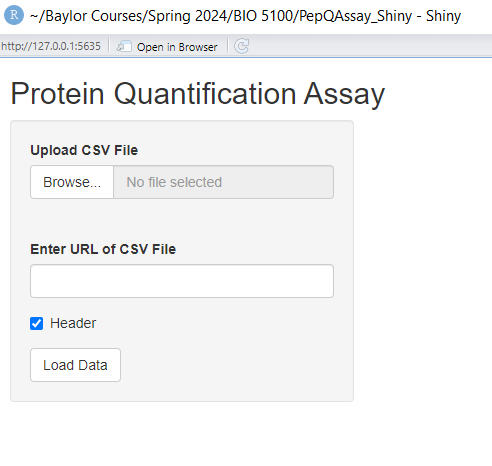 R ~/Baylor Courses/Spring 2024/BIO 5100/PepQAssay_Shiny - Shiny
http://127.0.0.1:5635 Open in Browser
Protein Quantification Assay
Upload CSV File
Browse... No file selected
Enter URL of CSV File
Header
Load Data